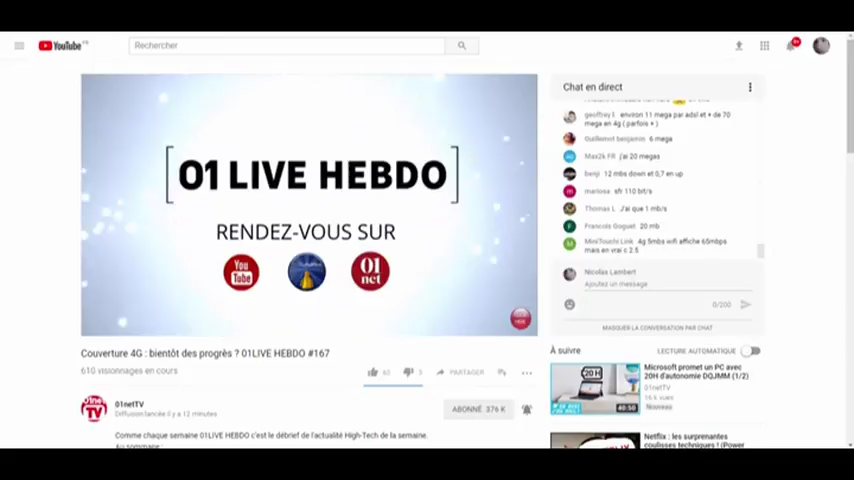 YouTube FR
Rechercher
9+
01 LIVE HEBDO
RENDEZ-VOUS SUR
You
Tube
01
net
Couverture 4G : bientôt des progrès ? 01LIVE HEBDO #167
610 visionnages en cours
3
PARTAGER
01netTV
Diffusion lancée il y a 12 minutes
ABONNÉ 376 K
Comme chaque semaine 01LIVE HEBDO c'est le débrief de l'actualité High-Tech de la semaine.
Au sommaire :
Chat en direct
geoffrey l. environ 11 mega par adsl et + de 70
mega en 4g ( parfois + )
Guillemot benjamin 6 mega
Max2k FR j'ai 20 megas
benji 12 mbs down et 0,7 en up
mariosa sfr 110 bit/s
Thomas L J'ai que 1 mb/s
Francois Goguet 20 mb
MiniTouchi Link 4g 5mbs wifi affiche 65mbps
mais en vrai c 2.5
Nicolas Lambert
Ajoutez un message
0/200
MASQUER LA CONVERSATION PAR CHAT
À suivre
LECTURE AUTOMATIQUE
20 H
40:50
Microsoft promet un PC avec
20H d'autonomie DQJMM (1/2)
01netTV
Nouveau
Netflix : les surprenantes
coulisses techniques ! (Power